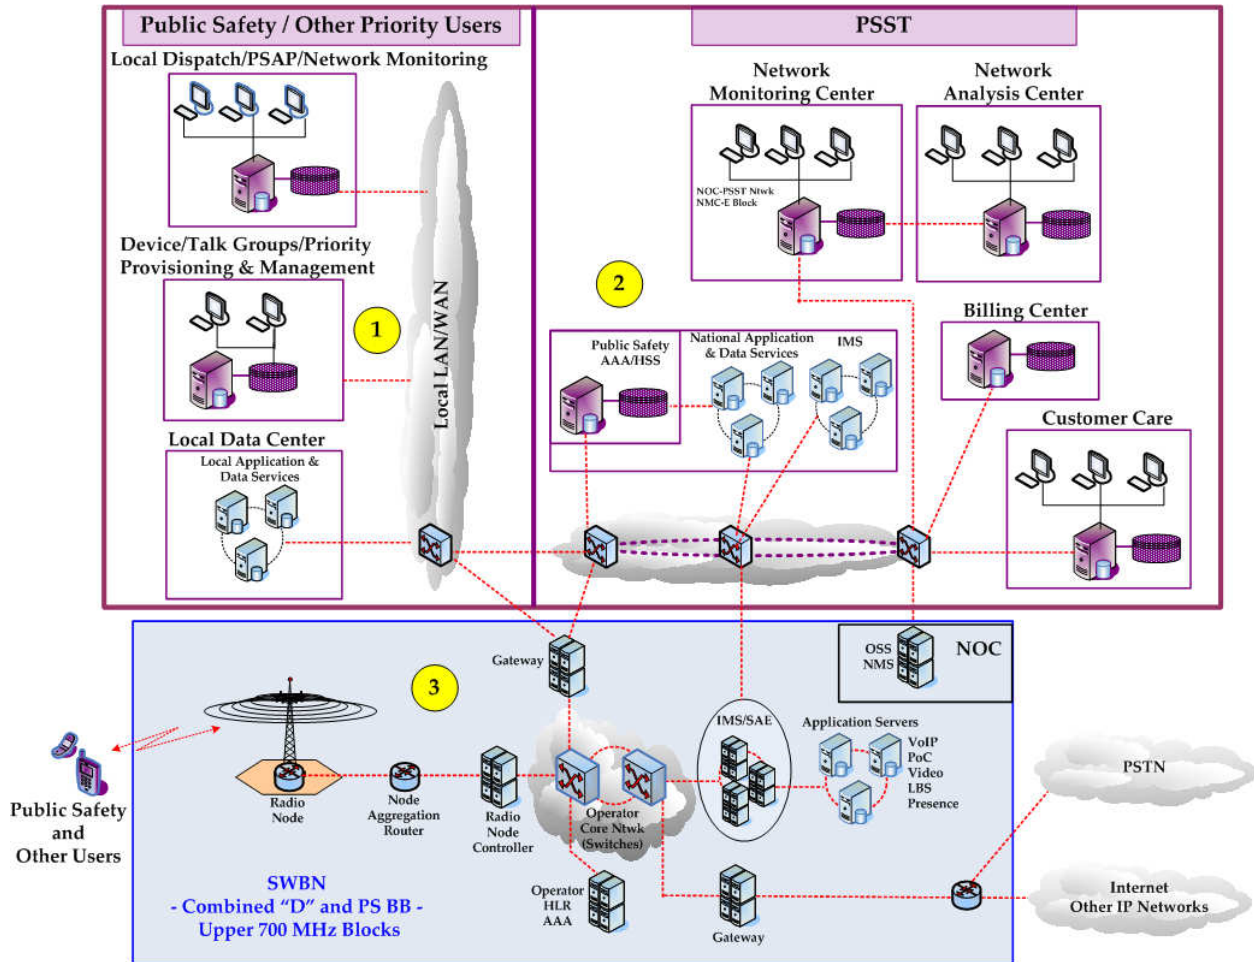 Public Safety / Other Priority Users
PSST
Local Dispatch/PSAP/Network Monitoring
Network
Monitoring Center
Network
Analysis Center
NOC-PSST Ntwk
NMC-E Block
Device/Talk Groups/Priority
Provisioning & Management
1
2
Local LAN/WAN
Billing Center
Public Safety
AAA/HSS
National Application
& Data Services
IMS
Local Data Center
Local Application &
Data Services
Customer Care
Gateway
3
OSS
NMS
NOC
IMS/SAE
Application Servers
VoIP
PoC
Video
LBS
Presence
PSTN
Radio
Node
Node
Aggregation
Router
Radio
Node
Controller
Operator
Core Ntwk
(Switches)
Public Safety
and
Other Users
SWBN
- Combined “D” and PS BB -
Upper 700 MHz Blocks
Operator
HLR
AAA
Gateway
Internet
Other IP Networks